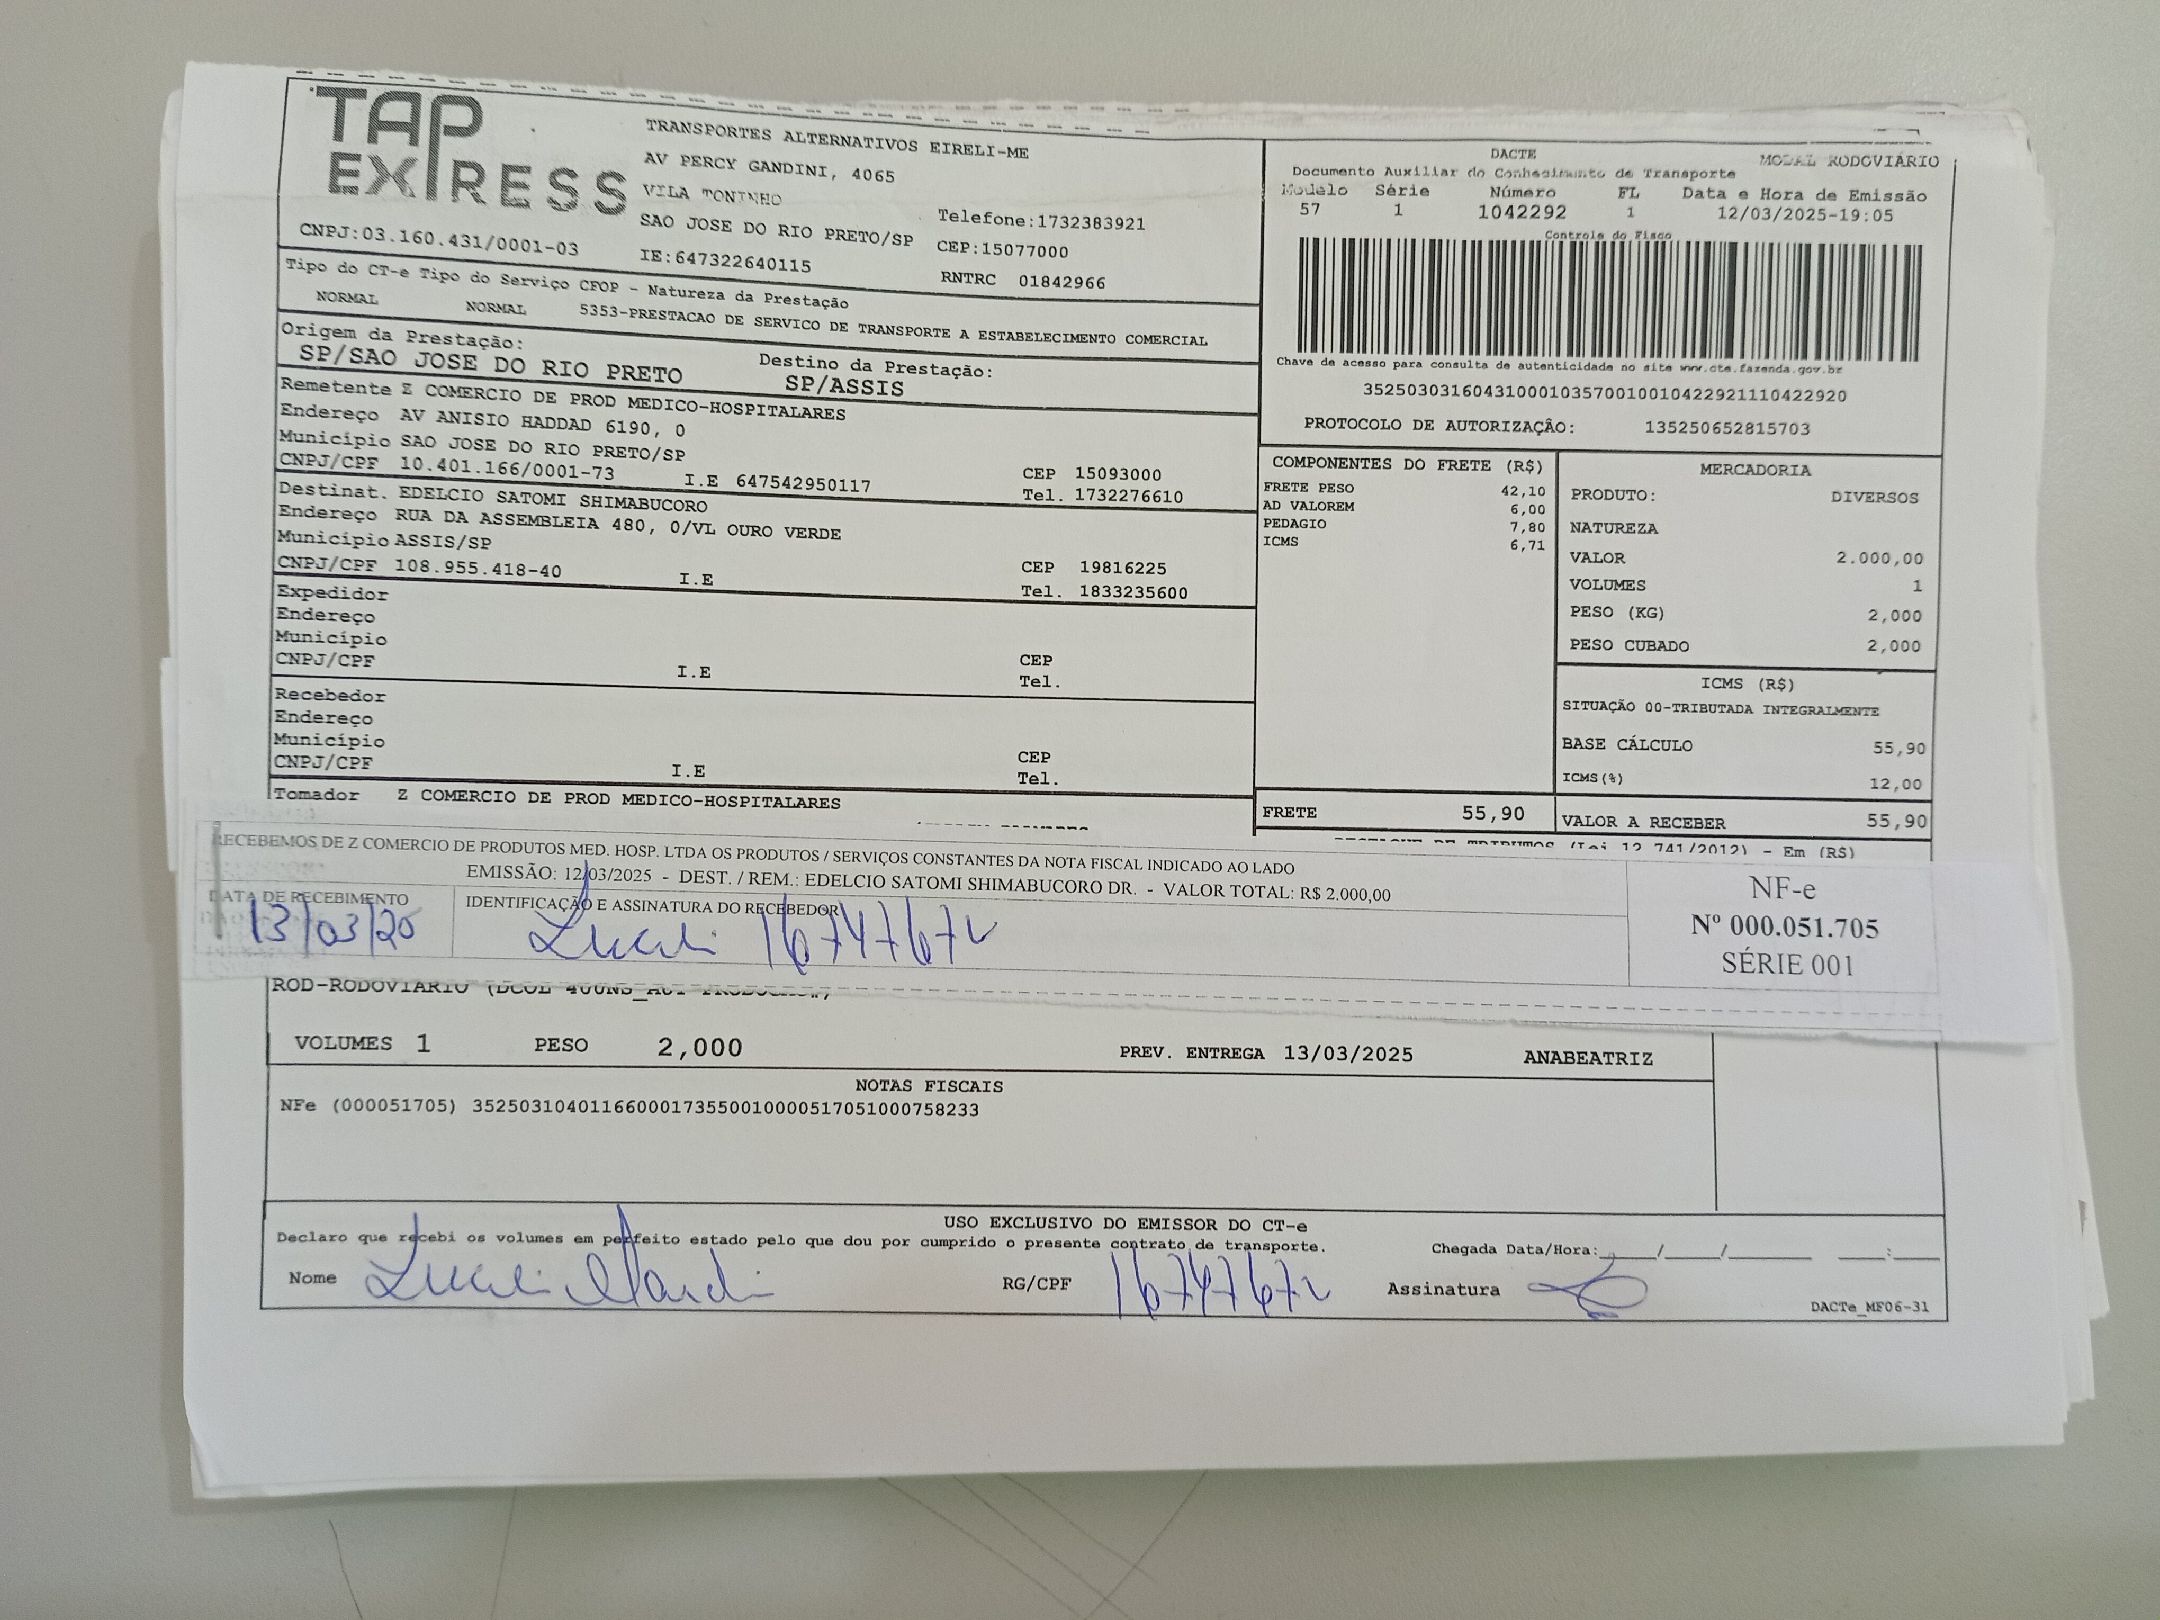 TAP
EXPRESS
TRANSPORTES ALTERNATIVOS EIRELI-ME
AV PERCY GANDINI, 4065
VILA TONINHO
SAO JOSE DO RIO PRETO/SP
Telefone:1732383921
CNPJ:03.160.431/0001-03
IE:647322640115
CEP:15077000
RNTRC 01842966
DACTE
MODAL RODOVIÁRIO
Documento Auxiliar do Conhecimento de Transporte
Modelo Série Número FL Data e Hora de Emissão
57 1 1042292 1 12/03/2025-19:05
Controle do Fisco
Chave de acesso para consulta de autenticidade no site www.cte.fazenda.gov.br
35250303160431000103570010010422921110422920
PROTOCOLO DE AUTORIZAÇÃO: 135250652815703
Tipo do CT-e Tipo do Serviço CFOP - Natureza da Prestação
NORMAL NORMAL 5353-PRESTACAO DE SERVICO DE TRANSPORTE A ESTABELECIMENTO COMERCIAL
Origem da Prestação: Destino da Prestação:
SP/SAO JOSE DO RIO PRETO SP/ASSIS
Remetente Z COMERCIO DE PROD MEDICO-HOSPITALARES
Endereço AV ANISIO HADDAD 6190, 0
Município SAO JOSE DO RIO PRETO/SP CEP 15093000
CNPJ/CPF 10.401.166/0001-73 I.E 647542950117 Tel. 1732276610
Destinat. EDELCIO SATOMI SHIMABUCORO
Endereço RUA DA ASSEMBLEIA 480, 0/VL OURO VERDE
Município ASSIS/SP CEP 19816225
CNPJ/CPF 108.955.418-40 I.E Tel. 1833235600
Expedidor
Endereço
Município CEP
CNPJ/CPF I.E Tel.
Recebedor
Endereço
Município CEP
CNPJ/CPF I.E Tel.
Tomador Z COMERCIO DE PROD MEDICO-HOSPITALARES
COMPONENTES DO FRETE (R$)
FRETE PESO 42,10
AD VALOREM 6,00
PEDAGIO 7,80
ICMS 6,71
FRETE 55,90
MERCADORIA
PRODUTO: DIVERSOS
NATUREZA
VALOR 2.000,00
VOLUMES 1
PESO (KG) 2,000
PESO CUBADO 2,000
ICMS (R$)
SITUAÇÃO 00-TRIBUTADA INTEGRALMENTE
BASE CÁLCULO 55,90
ICMS(%) 12,00
VALOR A RECEBER 55,90
TRIBUTOS (Lei 12.741/2012) - Em (R$)
RECEBEMOS DE Z COMERCIO DE PRODUTOS MED. HOSP. LTDA OS PRODUTOS / SERVIÇOS CONSTANTES DA NOTA FISCAL INDICADO AO LADO
EMISSÃO: 12/03/2025 - DEST. / REM.: EDELCIO SATOMI SHIMABUCORO DR. - VALOR TOTAL: R$ 2.000,00
DATA DE RECEBIMENTO
IDENTIFICAÇÃO E ASSINATURA DO RECEBEDOR
13/03/25
16747672
NF-e
Nº 000.051.705
SÉRIE 001
ROD-RODOVIARIO
VOLUMES 1 PESO 2,000 PREV. ENTREGA 13/03/2025 ANABEATRIZ
NOTAS FISCAIS
NFe (000051705) 35250310401166000173550010000517051000758233
USO EXCLUSIVO DO EMISSOR DO CT-e
Declaro que recebi os volumes em perfeito estado pelo que dou por cumprido o presente contrato de transporte.
Chegada Data/Hora:____/____/______ ___:___
Nome RG/CPF 16747672 Assinatura
DACTe_MF06-31